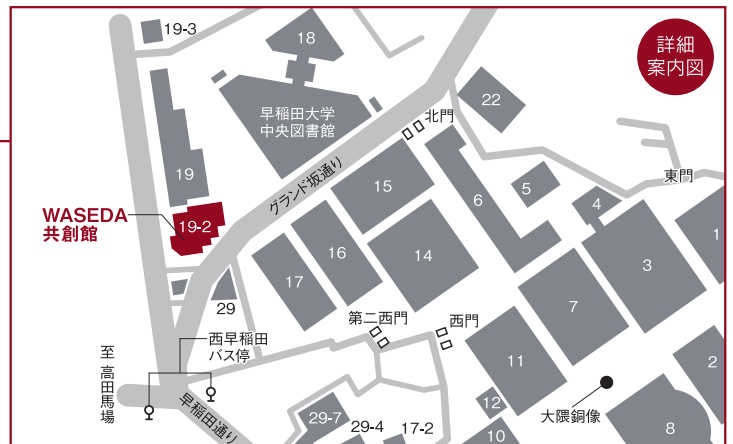 19-3
18
詳細
案内図
早稲田大学
中央図書館
22
北門
グランド坂通り
19
15
6
5
東門
4
WASEDA
共創館
19-2
16
14
3
1
17
7
29
第二西門
西門
西早稲田
バス停
11
2
至 高田馬場
大隈銅像
12
早稲田通り
29-7
29-4
17-2
10
8